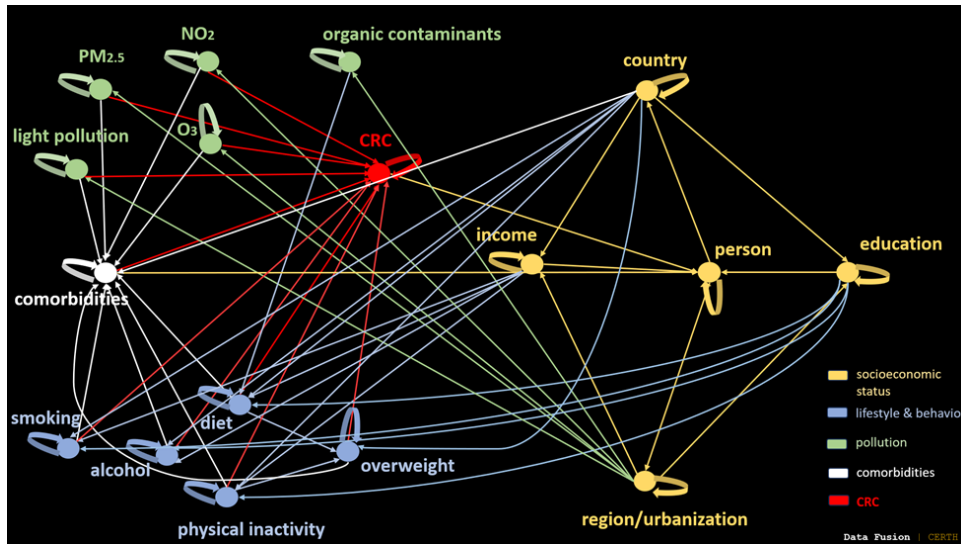 NO2
organic contaminants
PM2.5
country
light pollution
O3
CRC
income
person
education
comorbidities
smoking
diet
alcohol
overweight
physical inactivity
region/urbanization
socioeconomic
status
lifestyle & behavio
pollution
comorbidities
CRC
Data Fusion | CERTH